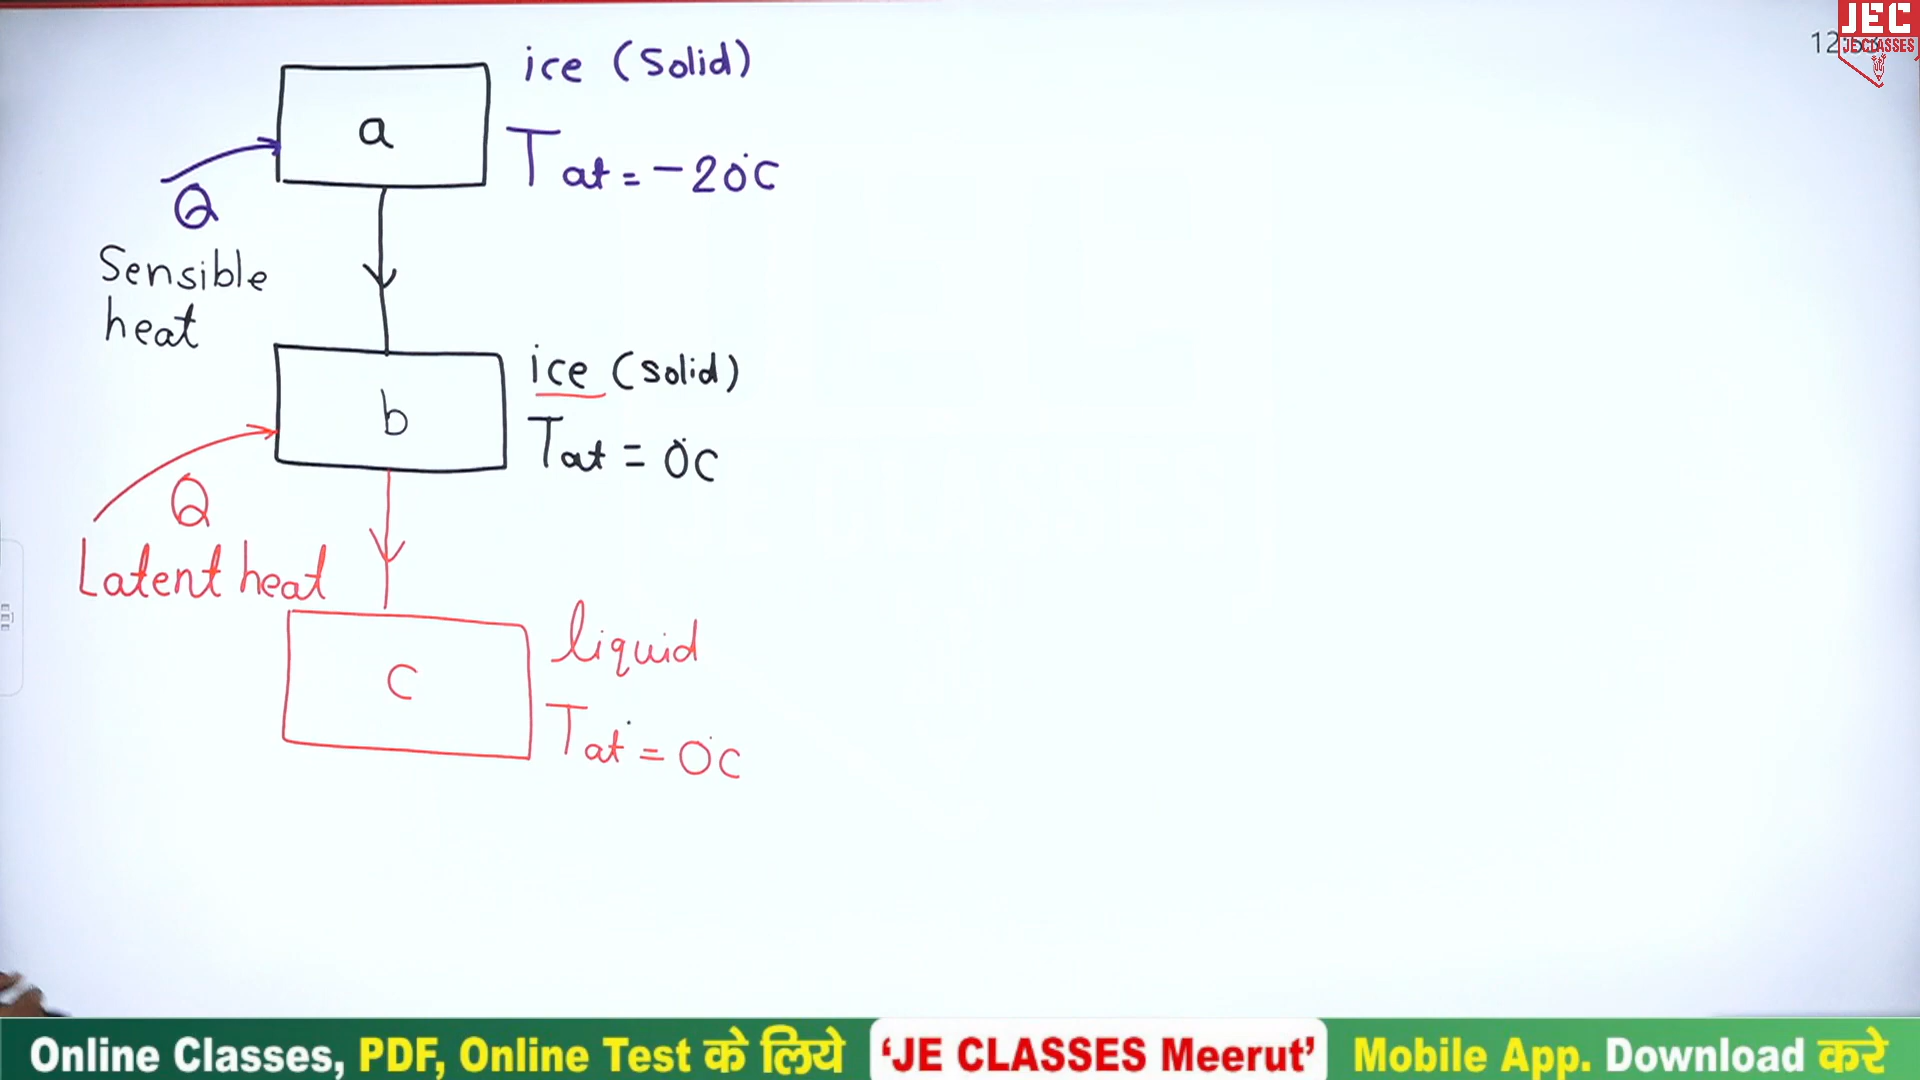 JEC
JE CLASSES
ice (Solid)
a
Tat = -20°C
Q
Sensible
heat
ice (Solid)
b
Tat = 0°C
Q
Latent heat
liquid
C
Tat = 0°C
Online Classes, PDF, Online Test के लिये 'JE CLASSES Meerut' Mobile App. Download करे